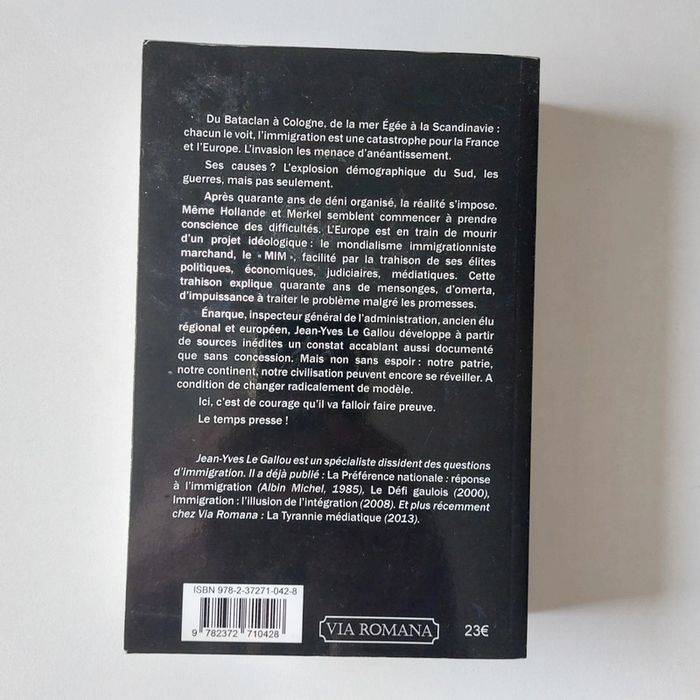 Du Bataclan à Cologne, de la mer Égée à la Scandinavie :
chacun le voit, l'immigration est une catastrophe pour la France
et l'Europe. L'invasion les menace d'anéantissement.
Ses causes ? L'explosion démographique du Sud, les
guerres, mais pas seulement.
Après quarante ans de déni organisé, la réalité s'impose.
Même Hollande et Merkel semblent commencer à prendre
conscience des difficultés. L'Europe est en train de mourir
d'un projet idéologique : le mondialisme immigrationniste
marchand, le « MIM », facilité par la trahison de ses élites
politiques, économiques, judiciaires, médiatiques. Cette
trahison explique quarante ans de mensonges, d'omerta,
d'impuissance à traiter le problème malgré les promesses.
Énarque, inspecteur général de l'administration, ancien élu
régional et européen, Jean-Yves Le Gallou développe à partir
de sources inédites un constat accablant aussi documenté
que sans concession. Mais non sans espoir : notre patrie,
notre continent, notre civilisation peuvent encore se réveiller. A
condition de changer radicalement de modèle.
Ici, c'est de courage qu'il va falloir faire preuve.
Le temps presse !
Jean-Yves Le Gallou est un spécialiste dissident des questions
d'immigration. Il a déjà publié : La Préférence nationale : réponse
à l'immigration (Albin Michel, 1985), Le Défi gaulois (2000),
Immigration : l'illusion de l'intégration (2008). Et plus récemment
chez Via Romana : La Tyrannie médiatique (2013).
ISBN 978-2-37271-042-8
9 782372 710428
VIA ROMANA
23€